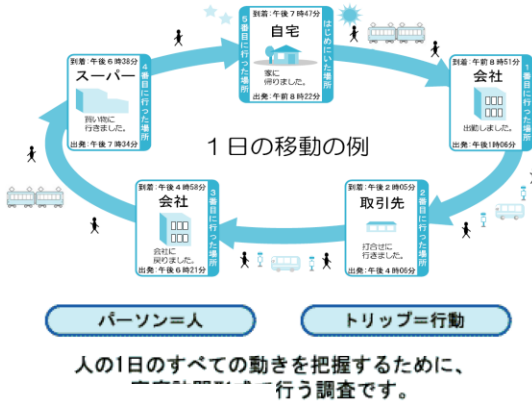 到着:午後7時47分
自宅
家に
帰りました。
出発:午前8時22分
5番目に行った場所
はじめにいた場所
到着:午前8時51分
会社
出勤しました。
出発:午後1時06分
1番目に行った場所
到着:午後2時05分
取引先
打合せに
行きました。
出発:午後4時06分
2番目に行った場所
到着:午後4時58分
会社
会社に
戻りました。
出発:午後6時21分
3番目に行った場所
到着:午後6時38分
スーパー
買い物に
行きました。
出発:午後7時34分
4番目に行った場所
1日の移動の例
パーソン=人
トリップ=行動
人の1日のすべての動きを把握するために、
行う調査です。